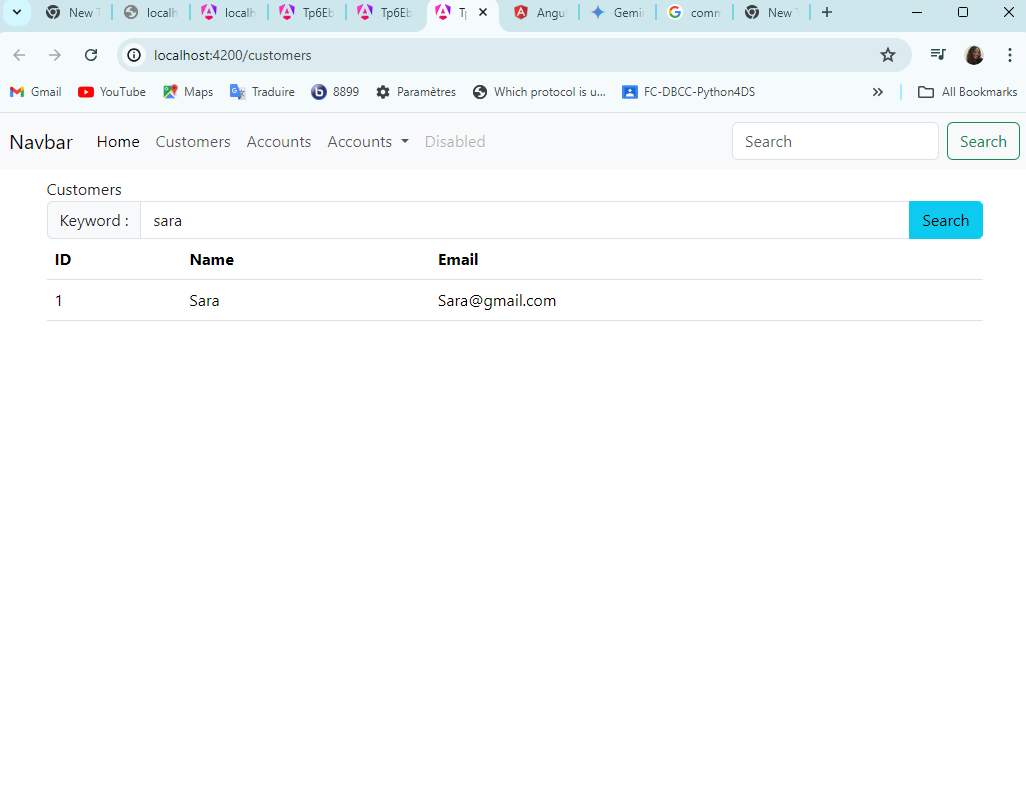 New T localh localh Tp6Eb Tp6Eb Tp Angul Gemi comm New T
localhost:4200/customers
Gmail YouTube Maps Traduire 8899 Paramètres Which protocol is u... FC-DBCC-Python4DS » All Bookmarks
Navbar Home Customers Accounts Accounts Disabled Search Search
Customers
Keyword : sara Search
ID Name Email
1 Sara Sara@gmail.com